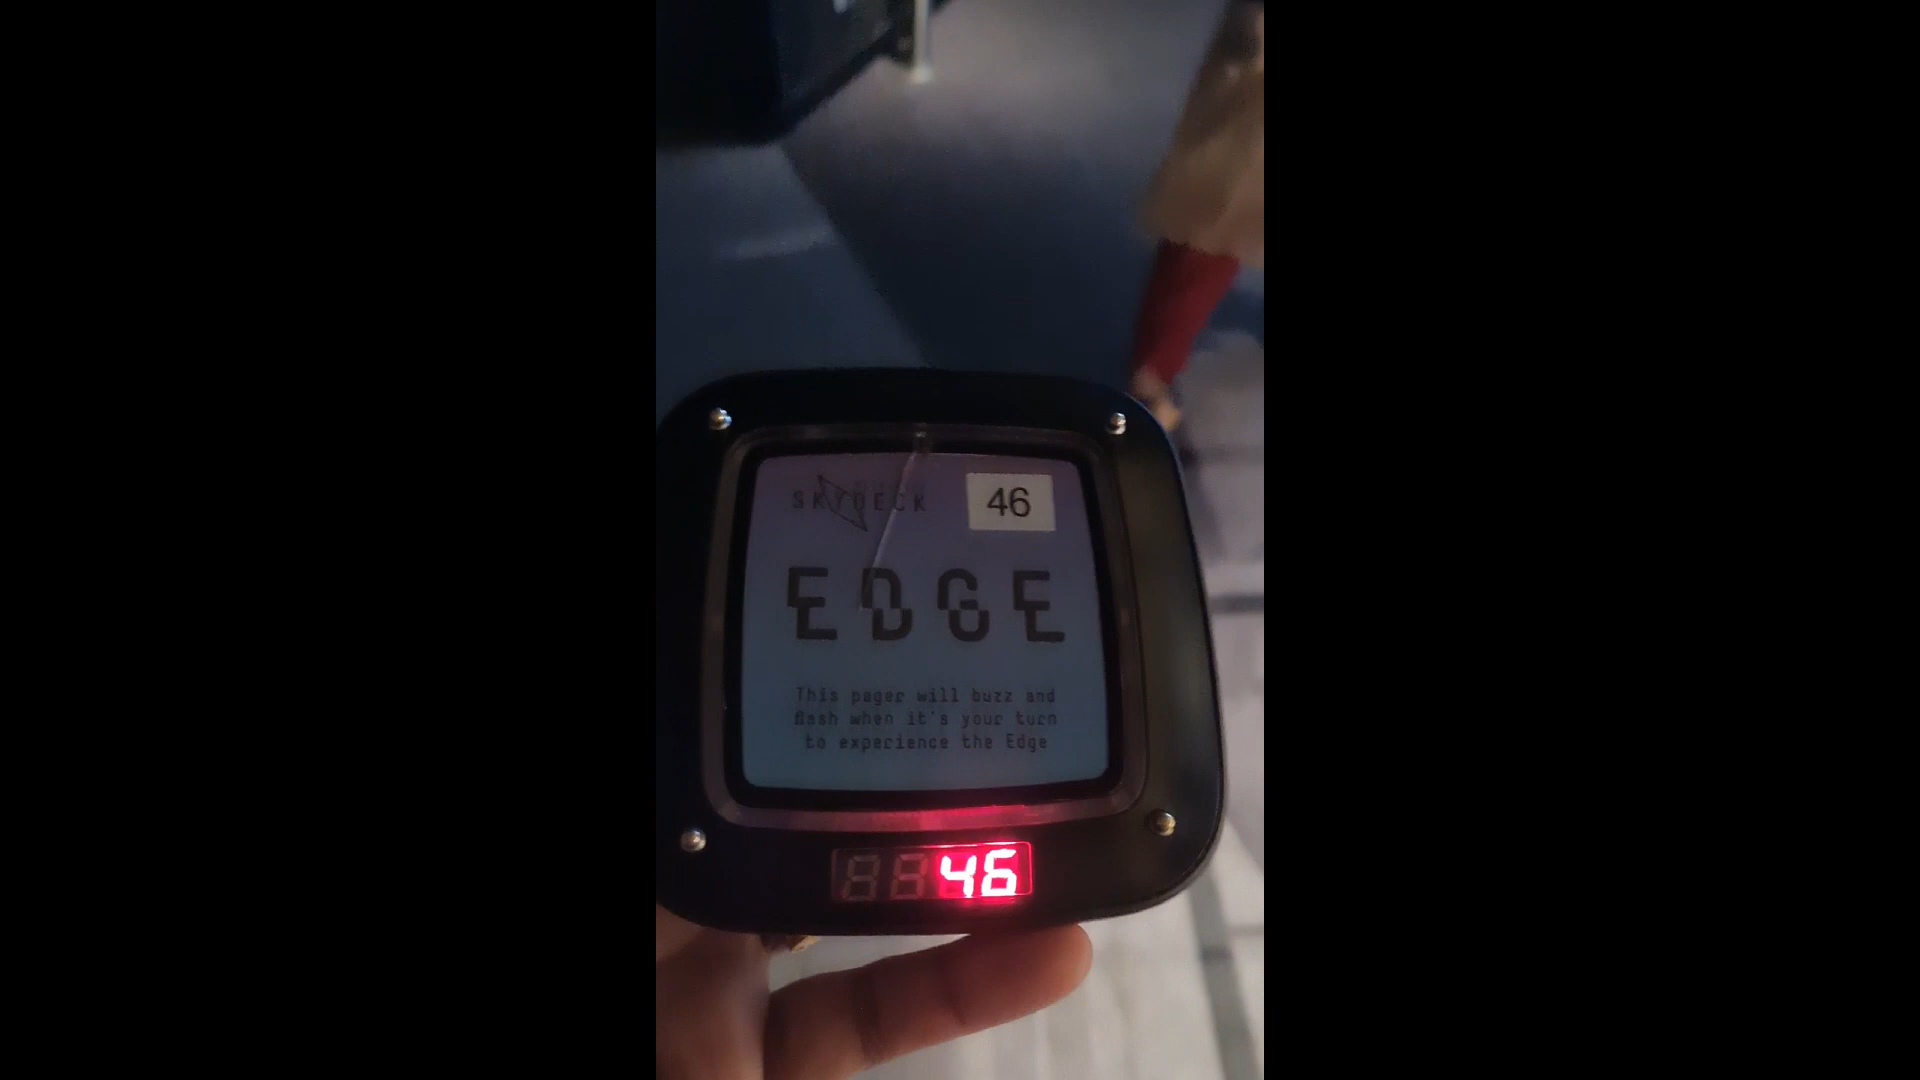 SKYDECK
46
EDGE
This pager will buzz and
flash when it's your turn
to experience the Edge
46